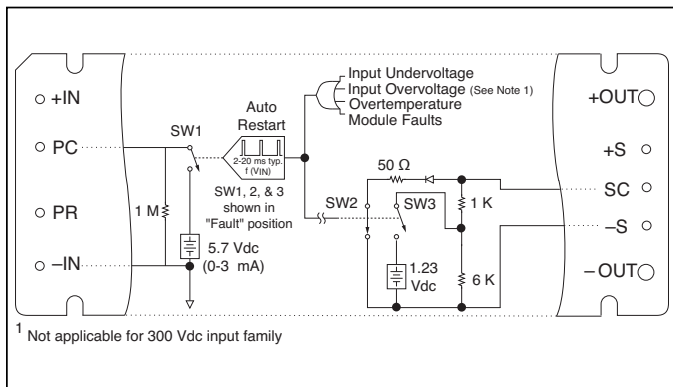 +IN
PC
PR
–IN
SW1
1 M
5.7 Vdc
(0-3 mA)
Auto
Restart
2-20 ms typ.
f (VIN)
SW1, 2, & 3
shown in
"Fault" position
Input Undervoltage
Input Overvoltage (See Note 1)
Overtemperature
Module Faults
50 Ω
SW2
SW3
1 K
1.23
Vdc
6 K
+OUT
+S
SC
–S
–OUT
1 Not applicable for 300 Vdc input family